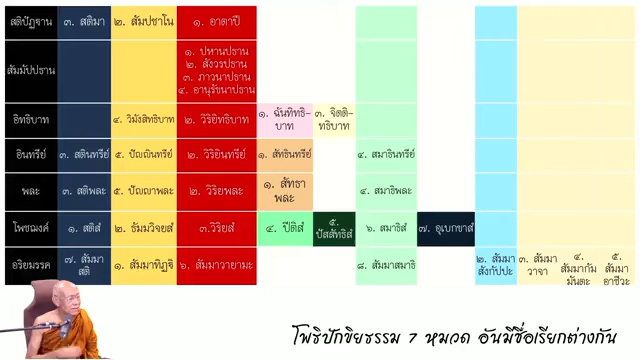 สติปัฏฐาน ๓. สติมา ๒. สัมปชาโน ๑. อาตาปี
สัมมัปปธาน ๑. ปหานปธาน
๒. สังวรปธาน
๓. ภาวนาปธาน
๔. อานุรักขนาปธาน
อิทธิบาท ๔. วิมังสิทธิบาท ๒. วิริยิทธิบาท ๑. ฉันทิทธิ- ๓. จิตติ-
บาท ทธิบาท
อินทรีย์ ๓. สตินทรีย์ ๕. ปัญญินทรีย์ ๒. วิริยินทรีย์ ๑. สัทธินทรีย์ ๔. สมาธินทรีย์
พละ ๓. สติพละ ๕. ปัญญาพละ ๒. วิริยพละ ๑. สัทธา ๔. สมาธิพละ
พละ
โพชฌงค์ ๑. สติสํ ๒. ธัมมวิจยสํ ๓.วิริยสํ ๔. ปีติสํ ๕. ๖. สมาธิสํ ๗. อุเบกขาสํ
ปัสสัทธิสํ
อริยมรรค ๗. สัมมา ๑. สัมมาทิฏฐิ ๖. สัมมาวายามะ ๘. สัมมาสมาธิ ๒. สัมมา ๓. สัมมา ๔. ๕.
สติ สังกัปปะ วาจา สัมมากัม สัมมา
มันตะ อาชีวะ
โพธิปักขิยธรรม 7 หมวด อันมีชื่อเรียกต่างกัน